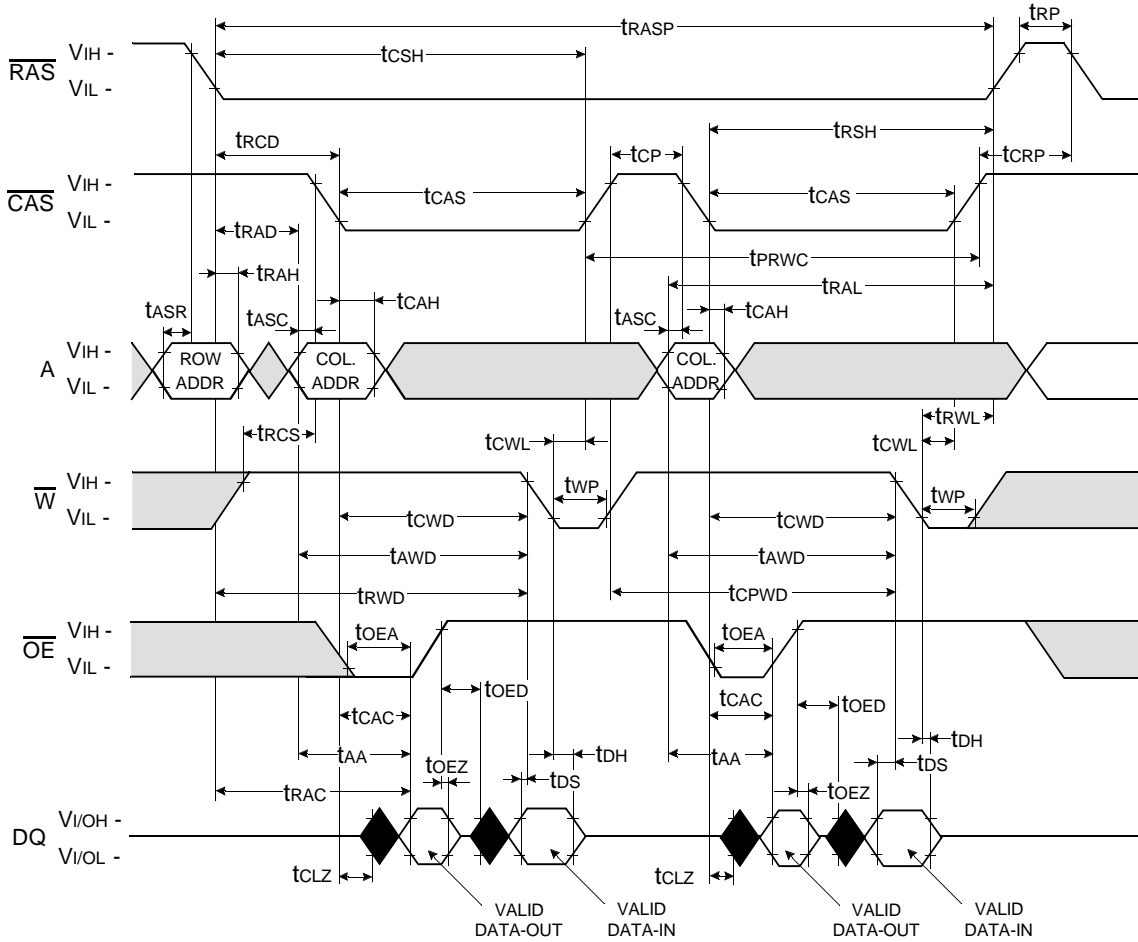 tRASP
tRP
tCSH
RAS
VIH -
VIL -
tRCD
tRSH
tCP
tCRP
CAS
VIH -
VIL -
tCAS
tCAS
tRAD
tPRWC
tRAH
tRAL
tASR
tASC
tCAH
tASC
tCAH
A
VIH -
VIL -
ROW
ADDR
COL.
ADDR
COL.
ADDR
tRCS
tCWL
tRWL
tCWL
W
VIH -
VIL -
tWP
tWP
tCWD
tCWD
tAWD
tAWD
tRWD
tCPWD
OE
VIH -
VIL -
tOEA
tOEA
tCAC
tOED
tCAC
tOED
tAA
tOEZ
tDH
tAA
tDH
tDS
tDS
tRAC
tOEZ
DQ
VI/OH -
VI/OL -
tCLZ
tCLZ
VALID
DATA-OUT
VALID
DATA-IN
VALID
DATA-OUT
VALID
DATA-IN